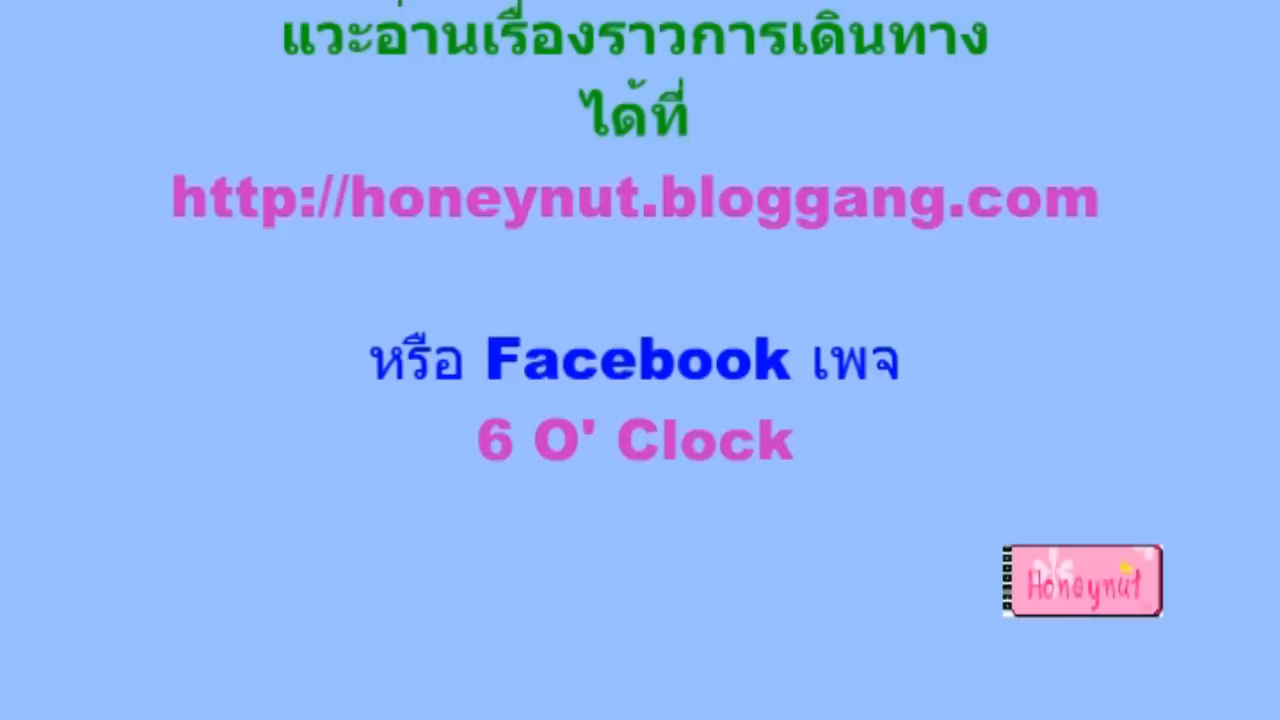 แวะอ่านเรื่องราวการเดินทาง
ได้ที่
http://honeynut.bloggang.com
หรือ Facebook เพจ
6 O' Clock
Honeynut